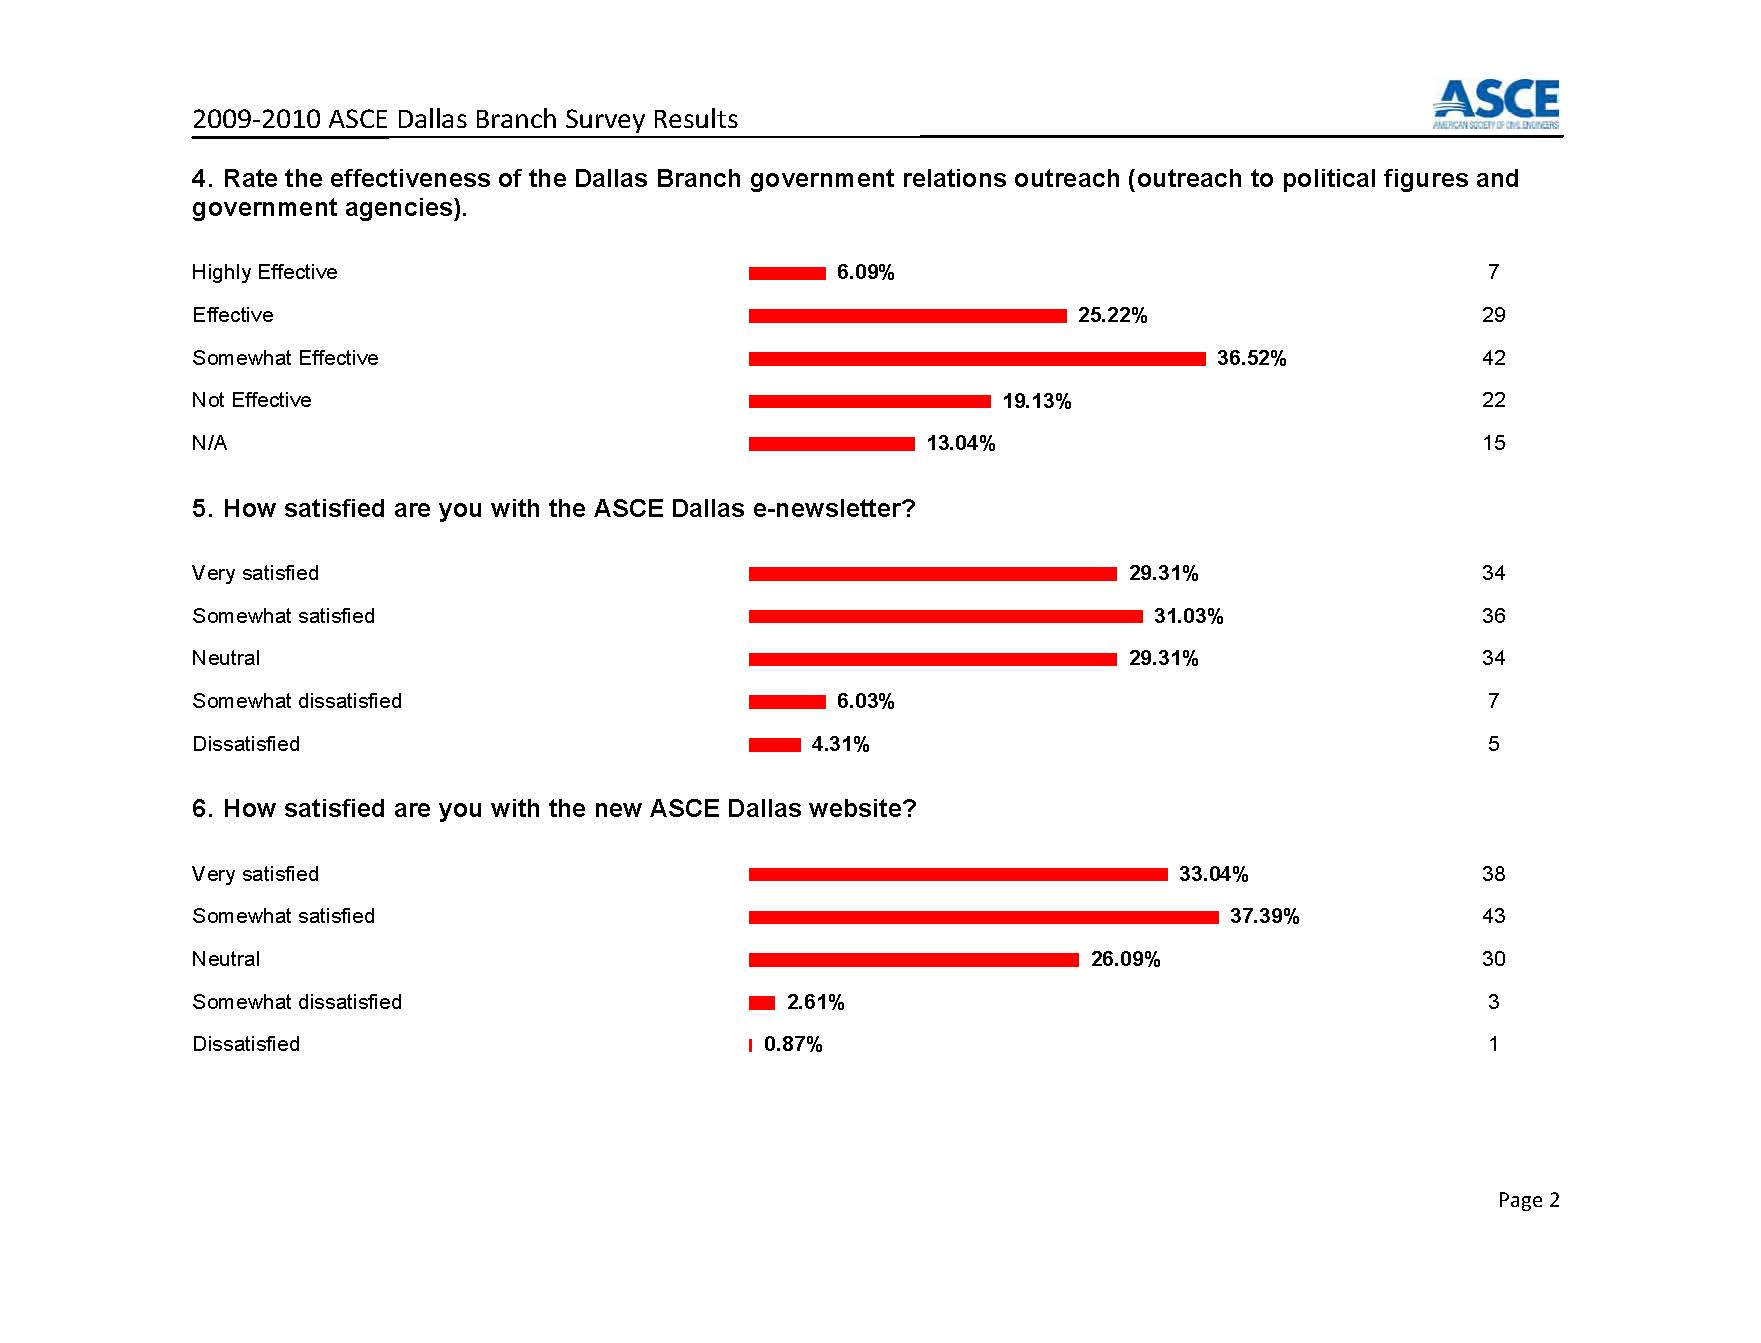 2009-2010 ASCE Dallas Branch Survey Results
ASCE
AMERICAN SOCIETY OF CIVIL ENGINEERS
4. Rate the effectiveness of the Dallas Branch government relations outreach (outreach to political figures and
government agencies).
Highly Effective 6.09% 7
Effective 25.22% 29
Somewhat Effective 36.52% 42
Not Effective 19.13% 22
N/A 13.04% 15
5. How satisfied are you with the ASCE Dallas e-newsletter?
Very satisfied 29.31% 34
Somewhat satisfied 31.03% 36
Neutral 29.31% 34
Somewhat dissatisfied 6.03% 7
Dissatisfied 4.31% 5
6. How satisfied are you with the new ASCE Dallas website?
Very satisfied 33.04% 38
Somewhat satisfied 37.39% 43
Neutral 26.09% 30
Somewhat dissatisfied 2.61% 3
Dissatisfied 0.87% 1
Page 2